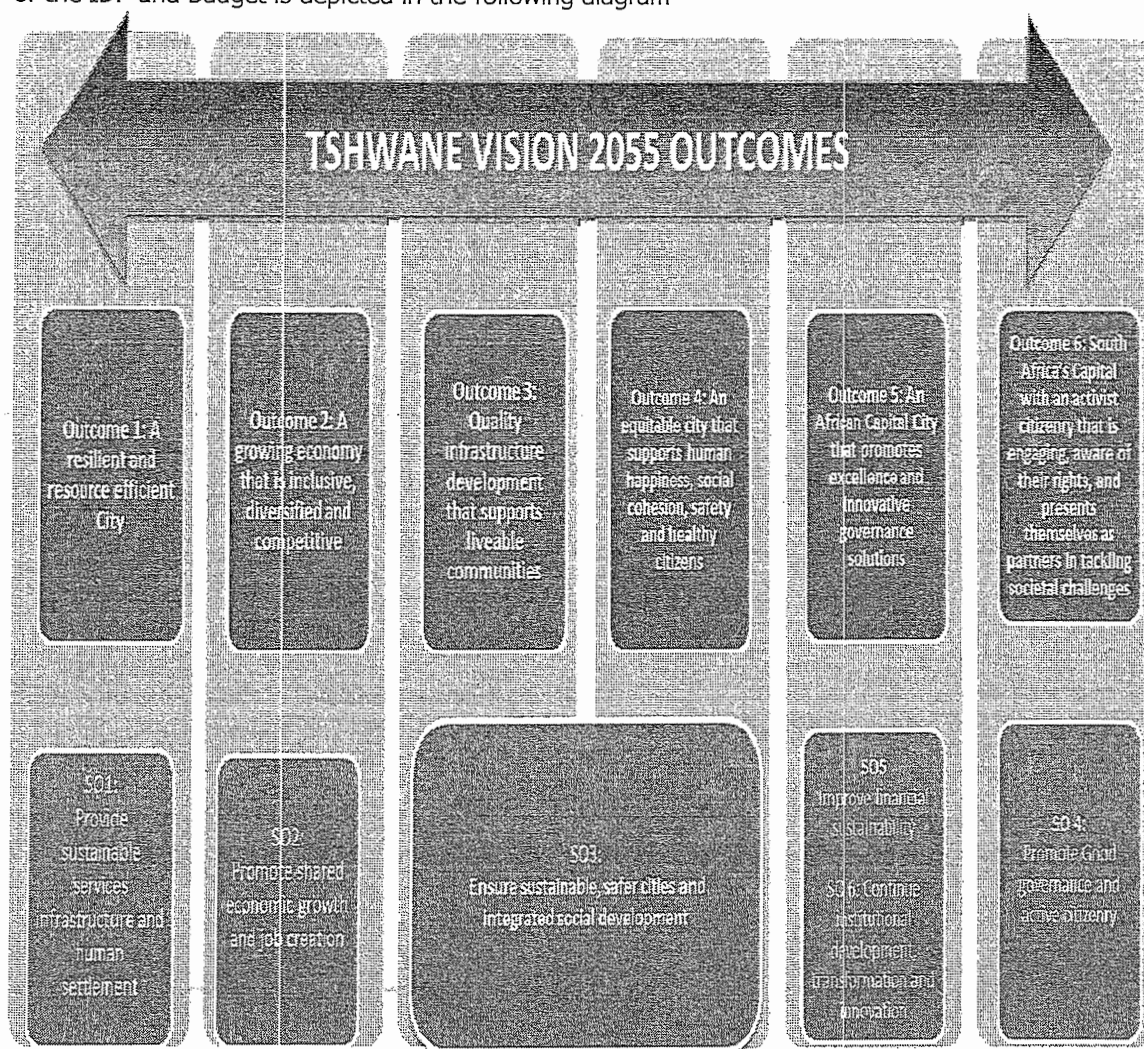 of the IDP and Budget is depicted in the following diagram
TSHWANE VISION 2055 OUTCOMES
Outcome 1: A
resilient and
resource efficient
City
Outcome 2: A
growing economy
that is inclusive,
diversified and
competitive
Outcome 3:
Quality
infrastructure
development
that supports
liveable
communities
Outcome 4: An
equitable city that
supports human
happiness, social
cohesion, safety
and healthy
citizens
Outcome 5: An
African Capital City
that promotes
excellence and
innovative
governance
solutions
Outcome 6: South
Africa's Capital
with an activist
citizenry that is
engaging, aware of
their rights, and
presents
themselves as
partners in tackling
societal challenges
SO1:
Provide
sustainable
services
infrastructure and
human
settlement
SO2:
Promote shared
economic growth
and job creation
SO3:
Ensure sustainable, safer cities and
integrated social development
SO5
Improve financial
sustainability
SO 6: Continue
institutional
development,
transformation and
innovation
SO 4:
Promote Good
governance and
active citizenry